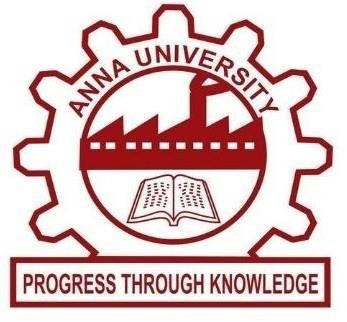 ANNA UNIVERSITY
PROGRESS THROUGH KNOWLEDGE